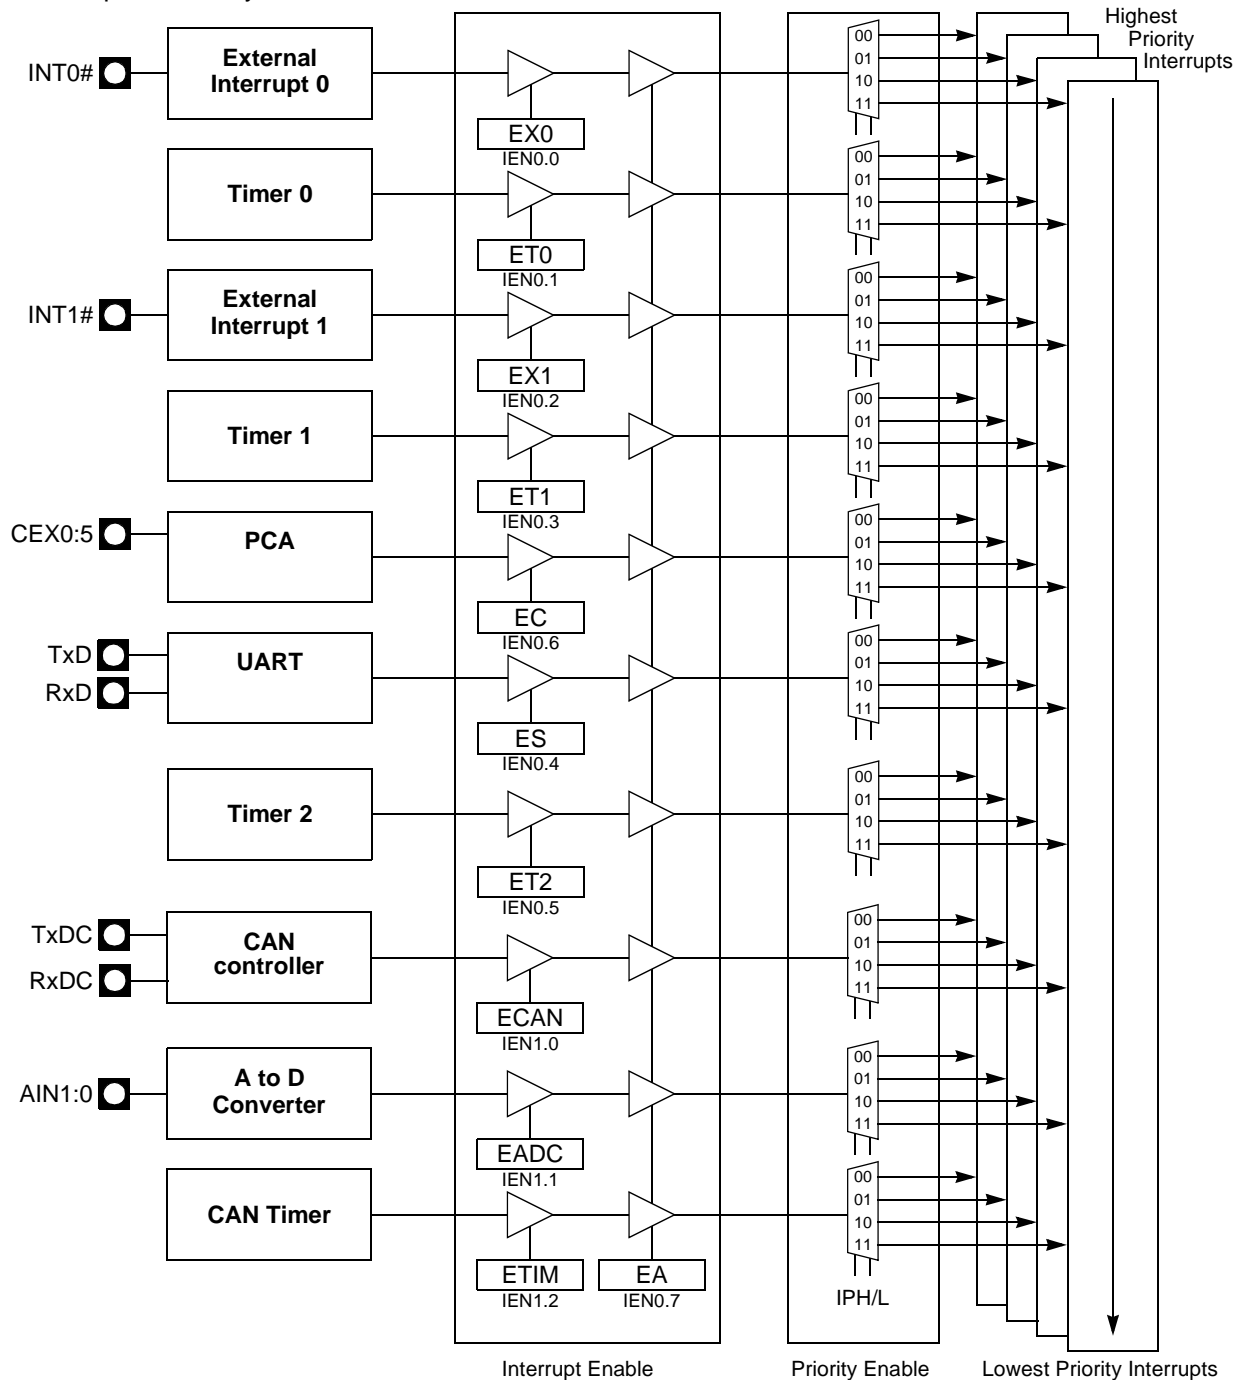 Highest
Priority
Interrupts
INT0#
External
Interrupt 0
EX0
IEN0.0
00
01
10
11
Timer 0
ET0
IEN0.1
00
01
10
11
INT1#
External
Interrupt 1
EX1
IEN0.2
00
01
10
11
Timer 1
ET1
IEN0.3
00
01
10
11
CEX0:5
PCA
EC
IEN0.6
00
01
10
11
TxD
RxD
UART
ES
IEN0.4
00
01
10
11
Timer 2
ET2
IEN0.5
00
01
10
11
TxDC
RxDC
CAN
controller
ECAN
IEN1.0
00
01
10
11
AIN1:0
A to D
Converter
EADC
IEN1.1
00
01
10
11
CAN Timer
ETIM
IEN1.2
EA
IEN0.7
00
01
10
11
IPH/L
Interrupt Enable
Priority Enable
Lowest Priority Interrupts